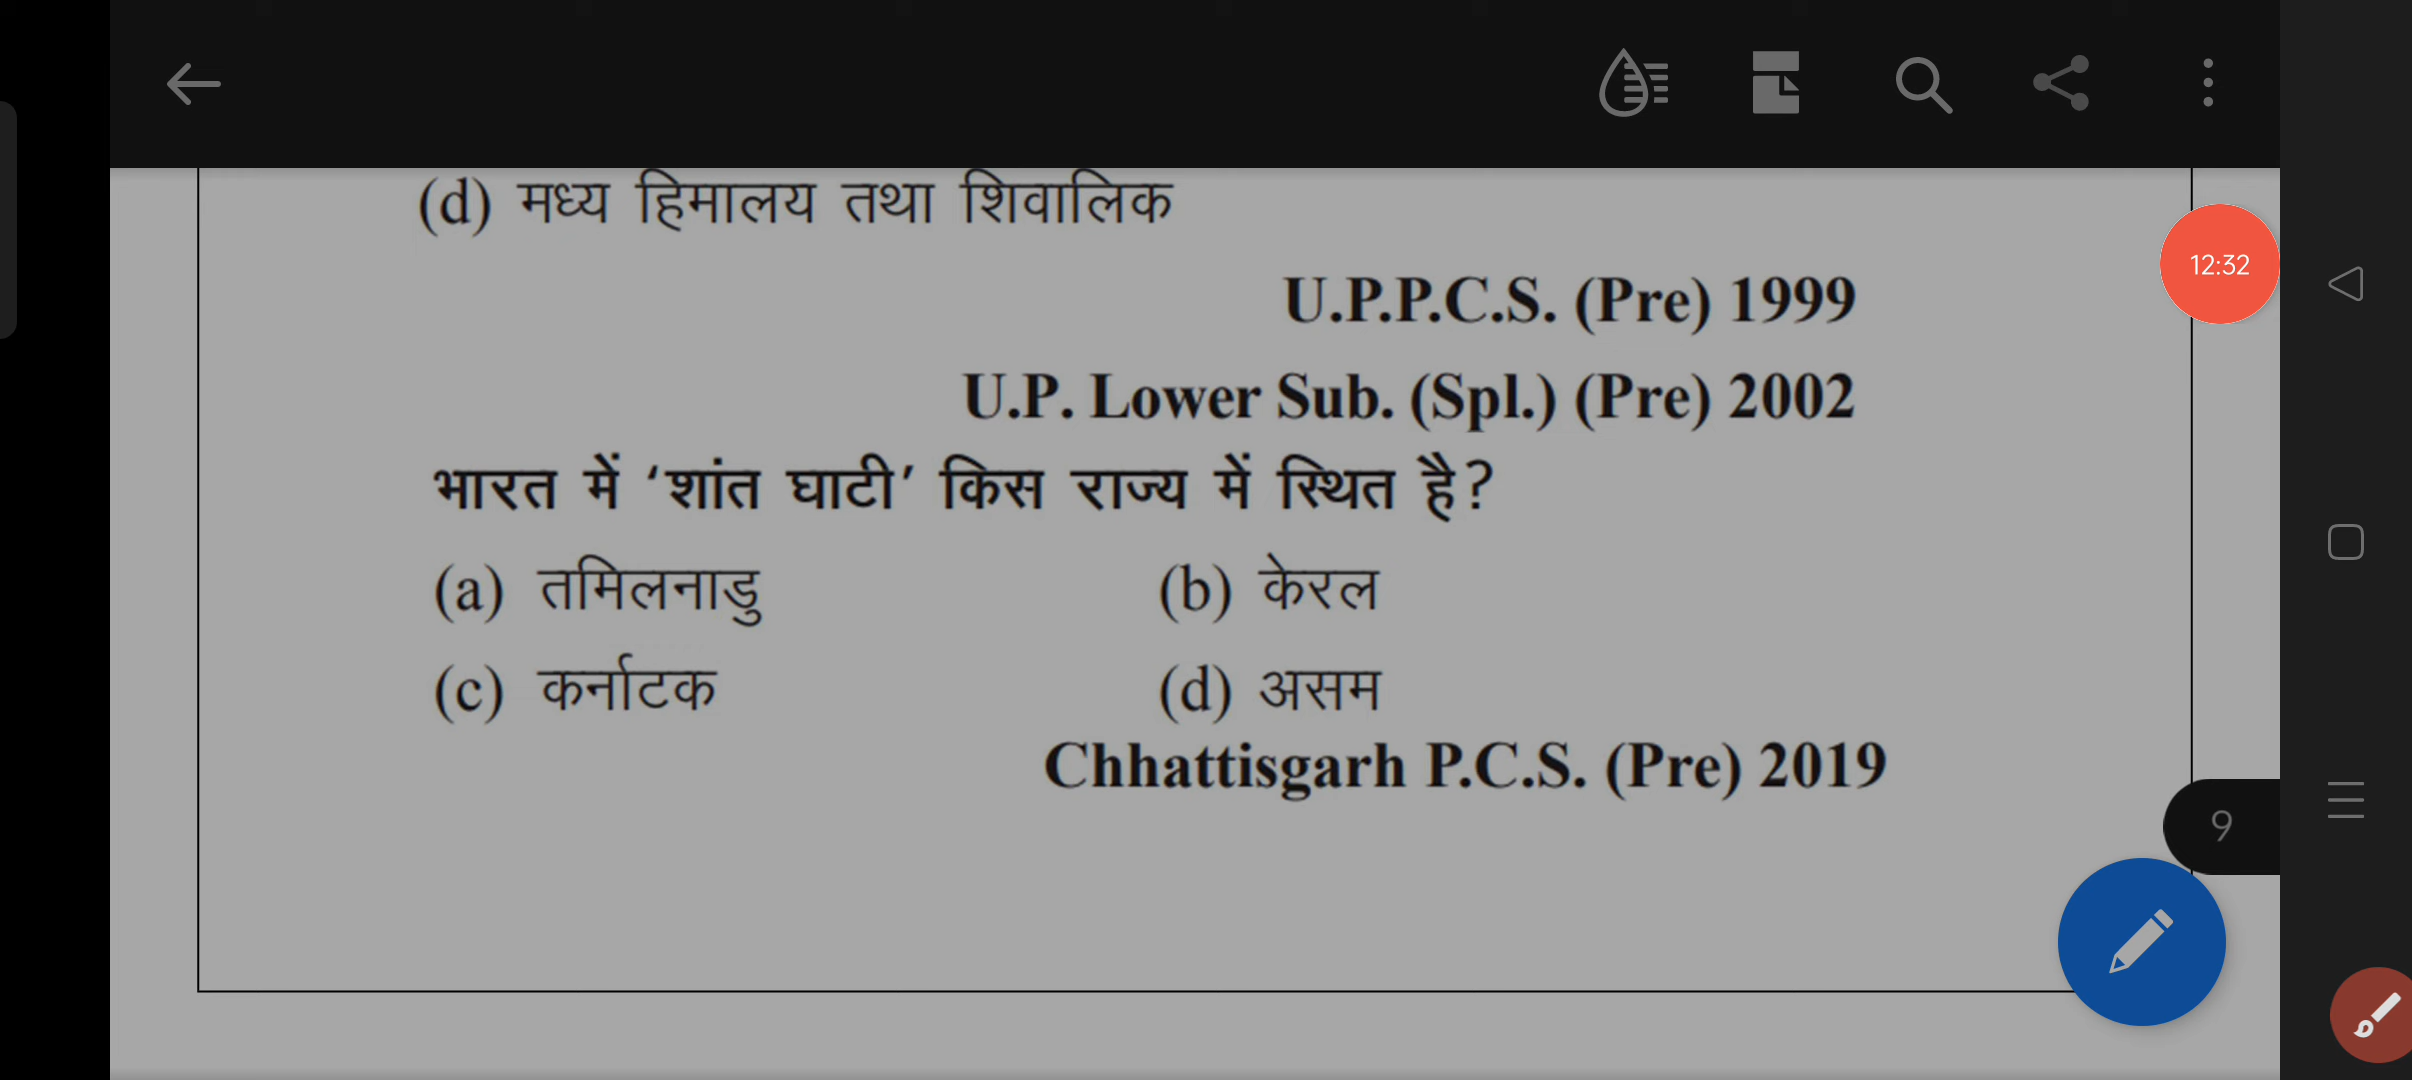 (d) मध्य हिमालय तथा शिवालिक
U.P.P.C.S. (Pre) 1999
12:32
U.P. Lower Sub. (Spl.) (Pre) 2002
भारत में ‘शांत घाटी’ किस राज्य में स्थित है?
(a) तमिलनाडु (b) केरल
(c) कर्नाटक (d) असम
Chhattisgarh P.C.S. (Pre) 2019
9